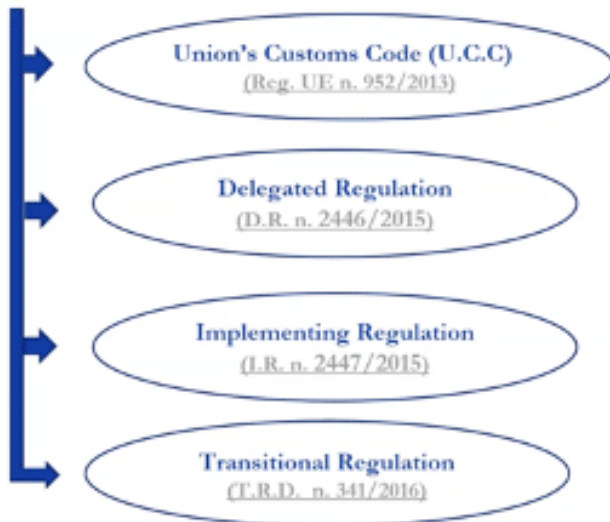 Union's Customs Code (U.C.C)
(Reg. UE n. 952/2013)
Delegated Regulation
(D.R. n. 2446/2015)
Implementing Regulation
(I.R. n. 2447/2015)
Transitional Regulation
(T.R.D. n. 341/2016)